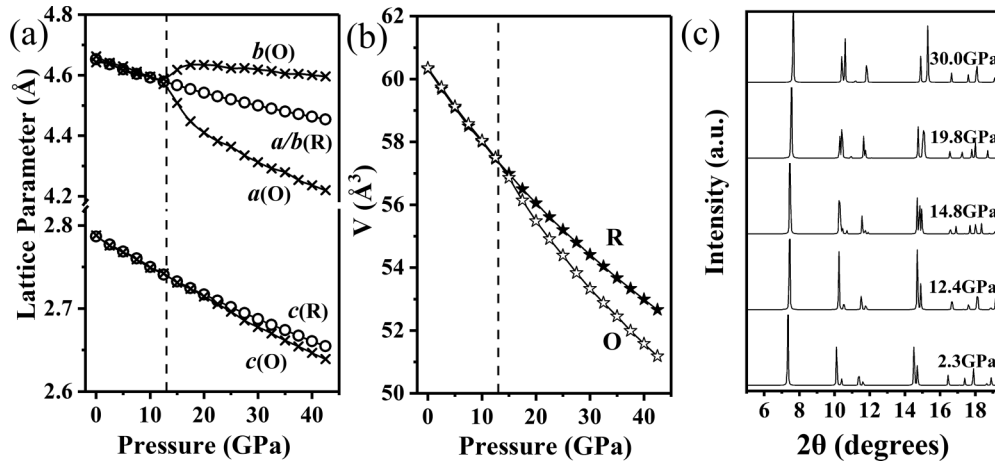 (a)
4.8
4.6
4.4
4.2
2.8
2.7
2.6
Lattice Parameter (Å)
b(O)
a/b(R)
a(O)
c(R)
c(O)
0 10 20 30 40
Pressure (GPa)
(b)
62
60
58
56
54
52
50
V (Å³)
R
O
0 10 20 30 40
Pressure (GPa)
(c)
Intensity (a.u.)
30.0GPa
19.8GPa
14.8GPa
12.4GPa
2.3GPa
6 8 10 12 14 16 18
2θ (degrees)